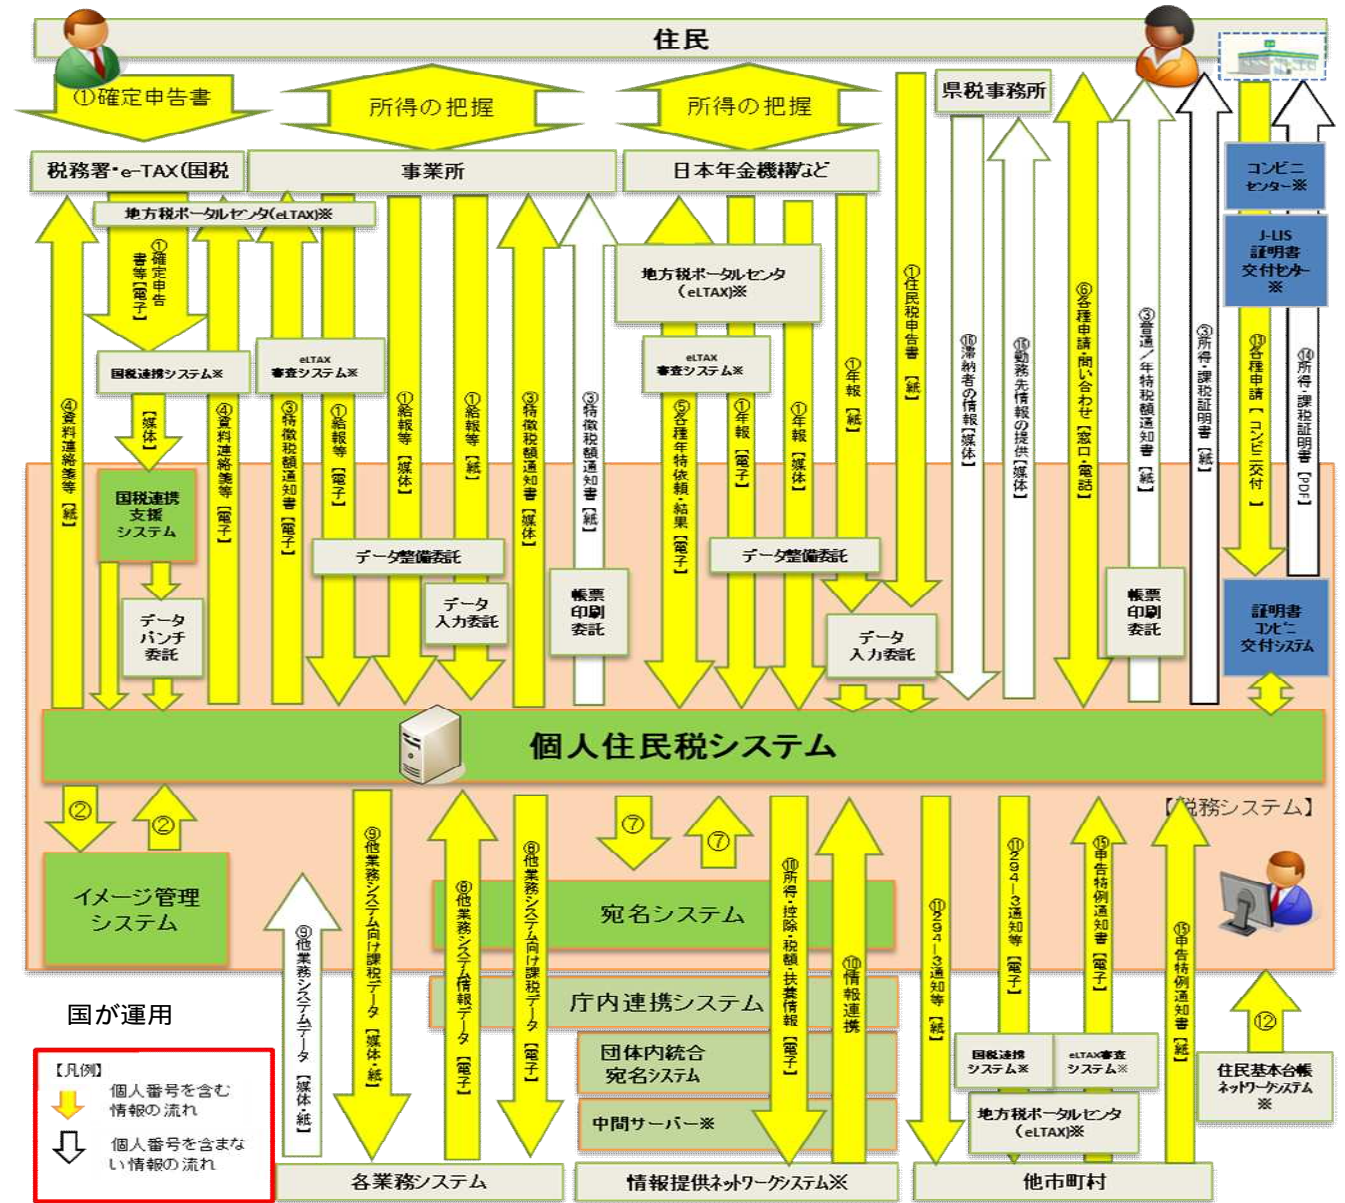 住民
①確定申告書
所得の把握
所得の把握
県税事務所
税務署・e-TAX(国税
事業所
日本年金機構など
コンビニ
センター※
地方税ポータルセンタ(eLTAX)※
J-LIS
証明書
交付センター
※
地方税ポータルセンタ
(eLTAX)※
①確定申告
書等【電子】
国税連携システム※
eLTAX
審査システム※
eLTAX
審査システム※
【媒体】
④資料連絡箋等【紙】
④資料連絡箋等【電子】
③特徴税額通知書【電子】
①給報等【電子】
①給報等【媒体】
①給報等【紙】
③特徴税額通知書【媒体】
③特徴税額通知書【紙】
⑤各種年特依頼・結果【電子】
①年報【電子】
①年報【媒体】
①年報【紙】
①住民税申告書【紙】
⑯滞納者の情報【媒体】
⑯勤務先情報の提供【媒体】
⑥各種申請・問い合わせ【窓口・電話】
③普通/年特税額通知書【紙】
③所得・課税証明書【紙】
⑬各種申請【コンビニ交付】
⑭所得・課税証明書【PDF】
国税連携
支援
システム
データ
パンチ
委託
データ整備委託
データ
入力委託
帳票
印刷
委託
データ整備委託
データ
入力委託
帳票
印刷
委託
証明書
コンビニ
交付システム
個人住民税システム
【税務システム】
②
②
⑦
⑦
イメージ管理
システム
⑨他業務システムデータ【媒体・紙】
⑨他業務システム向け課税データ【媒体・紙】
⑧他業務システム情報データ【電子】
⑧他業務システム向け課税データ【電子】
宛名システム
⑩所得・控除・税額・扶養情報【電子】
⑩情報連携
⑪294-3通知等【紙】
⑪294-3通知等【電子】
⑮申告特例通知書【電子】
⑮申告特例通知書【紙】
庁内連携システム
団体内統合
宛名システム
中間サーバー※
国税連携
システム※
eLTAX審査
システム※
地方税ポータルセンタ
(eLTAX)※
⑫
住民基本台帳
ネットワークシステム
※
国が運用
【凡例】
個人番号を含む
情報の流れ
個人番号を含まな
い情報の流れ
各業務システム
情報提供ネットワークシステム※
他市町村